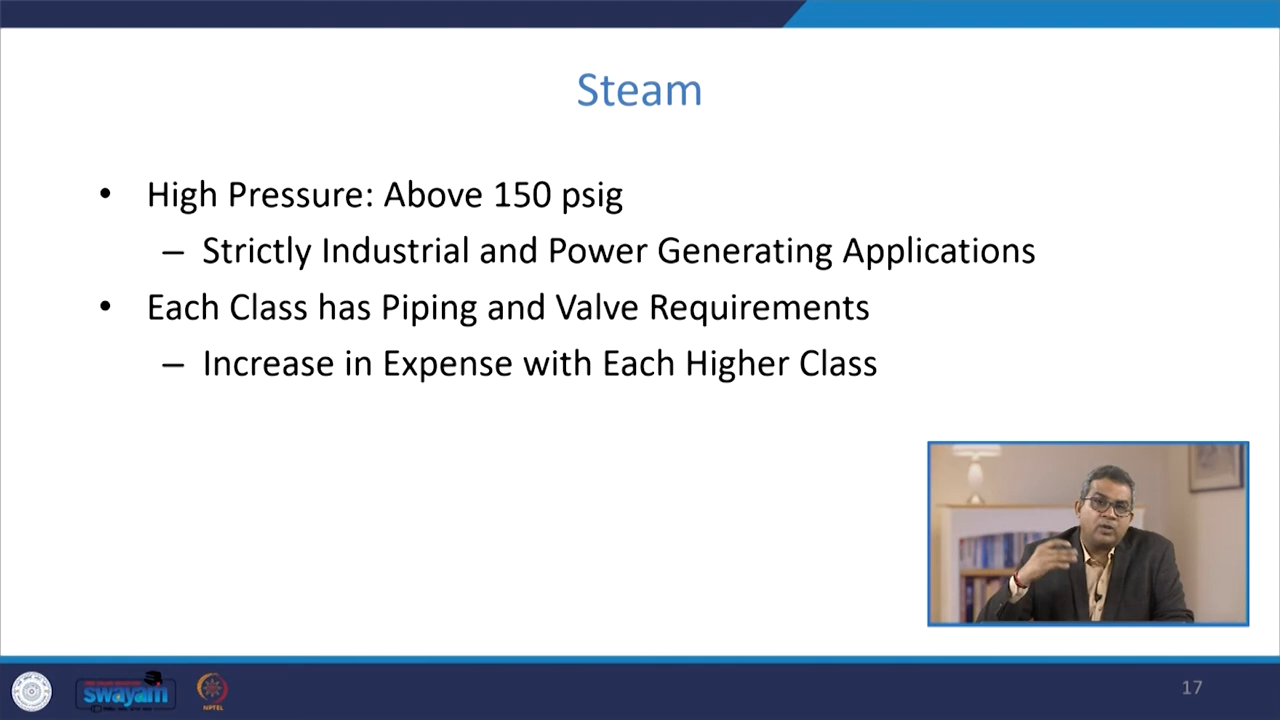 Steam
• High Pressure: Above 150 psig
– Strictly Industrial and Power Generating Applications
• Each Class has Piping and Valve Requirements
– Increase in Expense with Each Higher Class
swayam
NPTEL
17